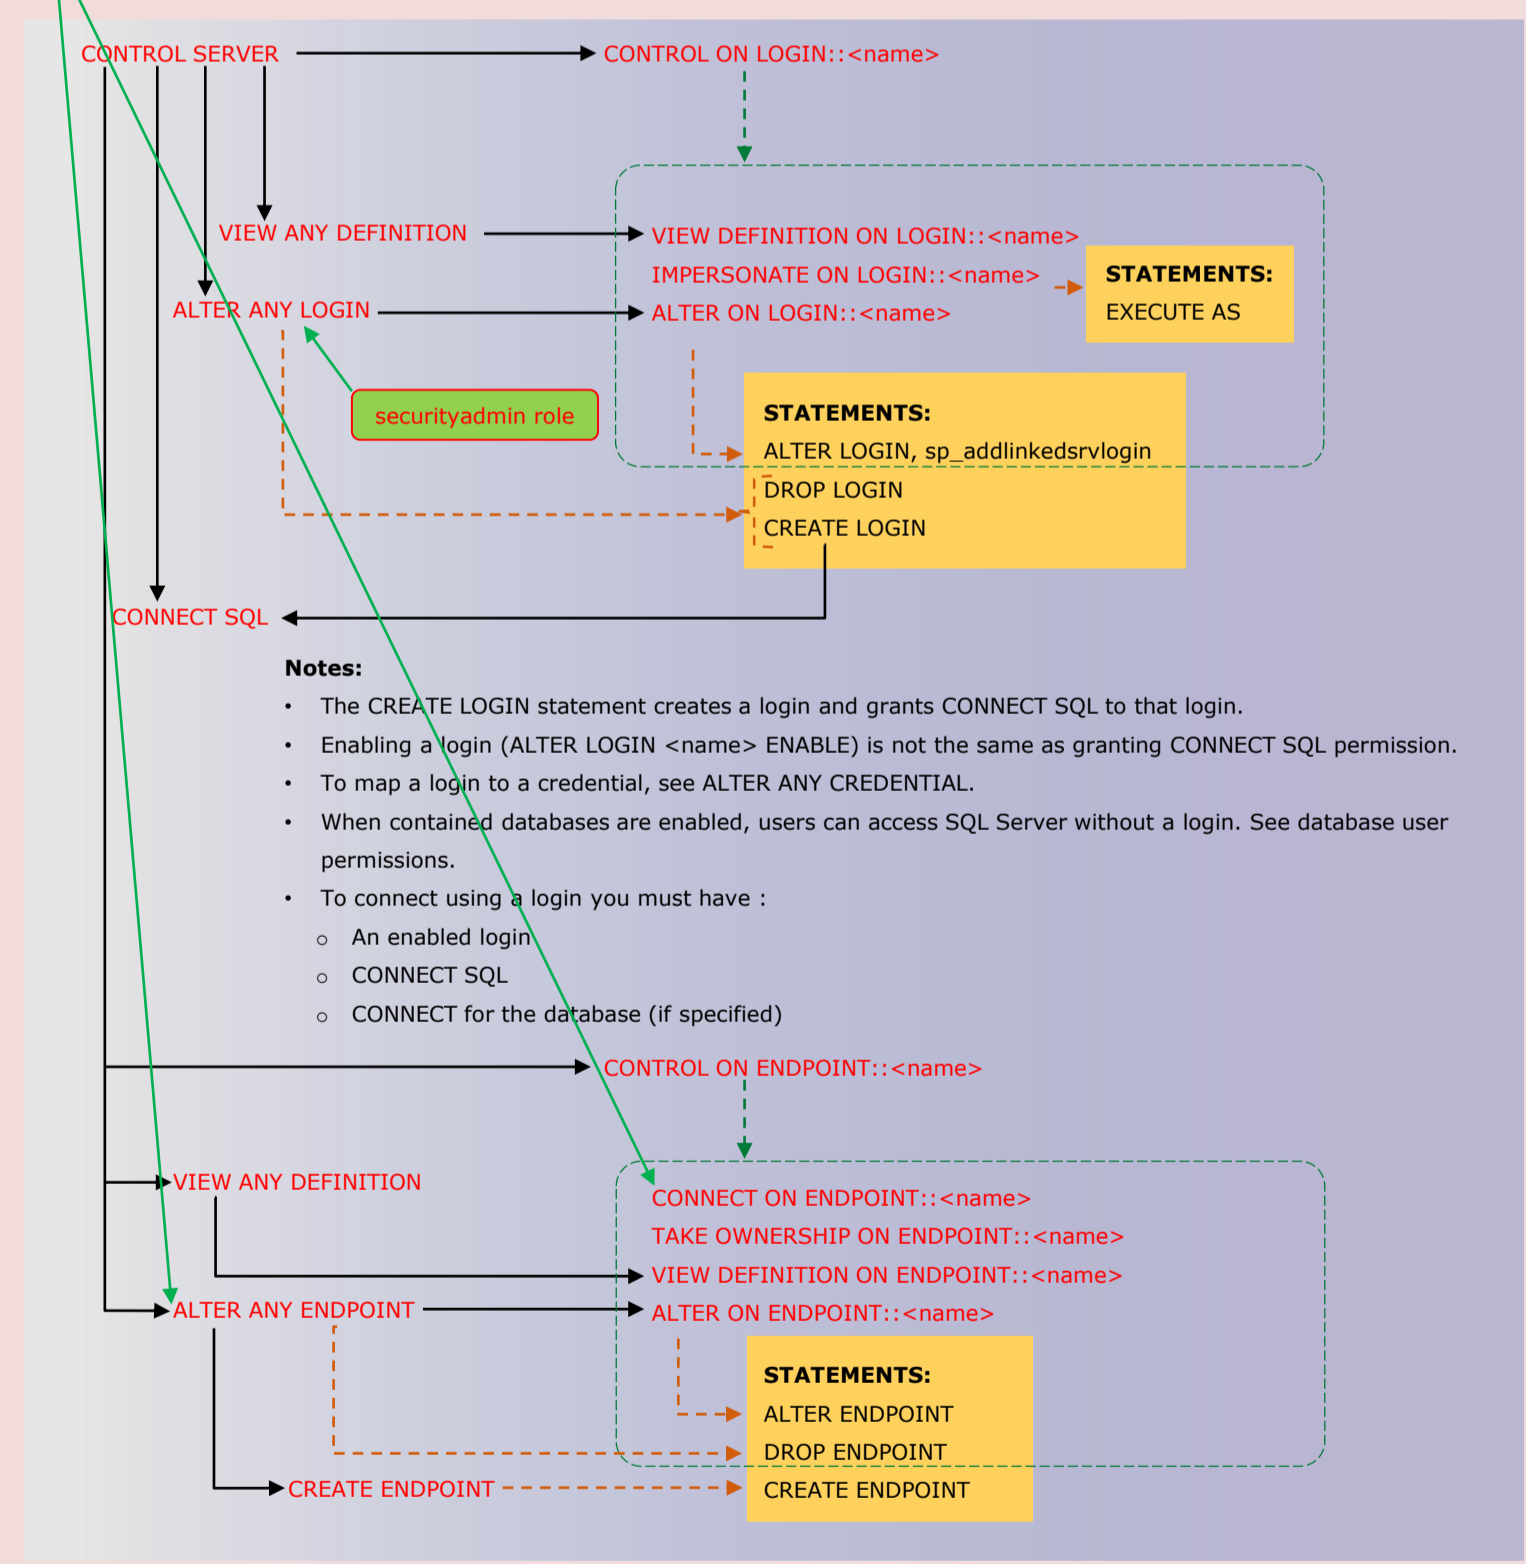 CONTROL SERVER
CONTROL ON LOGIN::<name>
VIEW ANY DEFINITION
VIEW DEFINITION ON LOGIN::<name>
IMPERSONATE ON LOGIN::<name>
STATEMENTS:
EXECUTE AS
ALTER ANY LOGIN
ALTER ON LOGIN::<name>
securityadmin role
STATEMENTS:
ALTER LOGIN, sp_addlinkedsrvlogin
DROP LOGIN
CREATE LOGIN
CONNECT SQL
Notes:
• The CREATE LOGIN statement creates a login and grants CONNECT SQL to that login.
• Enabling a login (ALTER LOGIN <name> ENABLE) is not the same as granting CONNECT SQL permission.
• To map a login to a credential, see ALTER ANY CREDENTIAL.
• When contained databases are enabled, users can access SQL Server without a login. See database user
permissions.
• To connect using a login you must have :
o An enabled login
o CONNECT SQL
o CONNECT for the database (if specified)
CONTROL ON ENDPOINT::<name>
VIEW ANY DEFINITION
CONNECT ON ENDPOINT::<name>
TAKE OWNERSHIP ON ENDPOINT::<name>
VIEW DEFINITION ON ENDPOINT::<name>
ALTER ANY ENDPOINT
ALTER ON ENDPOINT::<name>
STATEMENTS:
ALTER ENDPOINT
DROP ENDPOINT
CREATE ENDPOINT
CREATE ENDPOINT